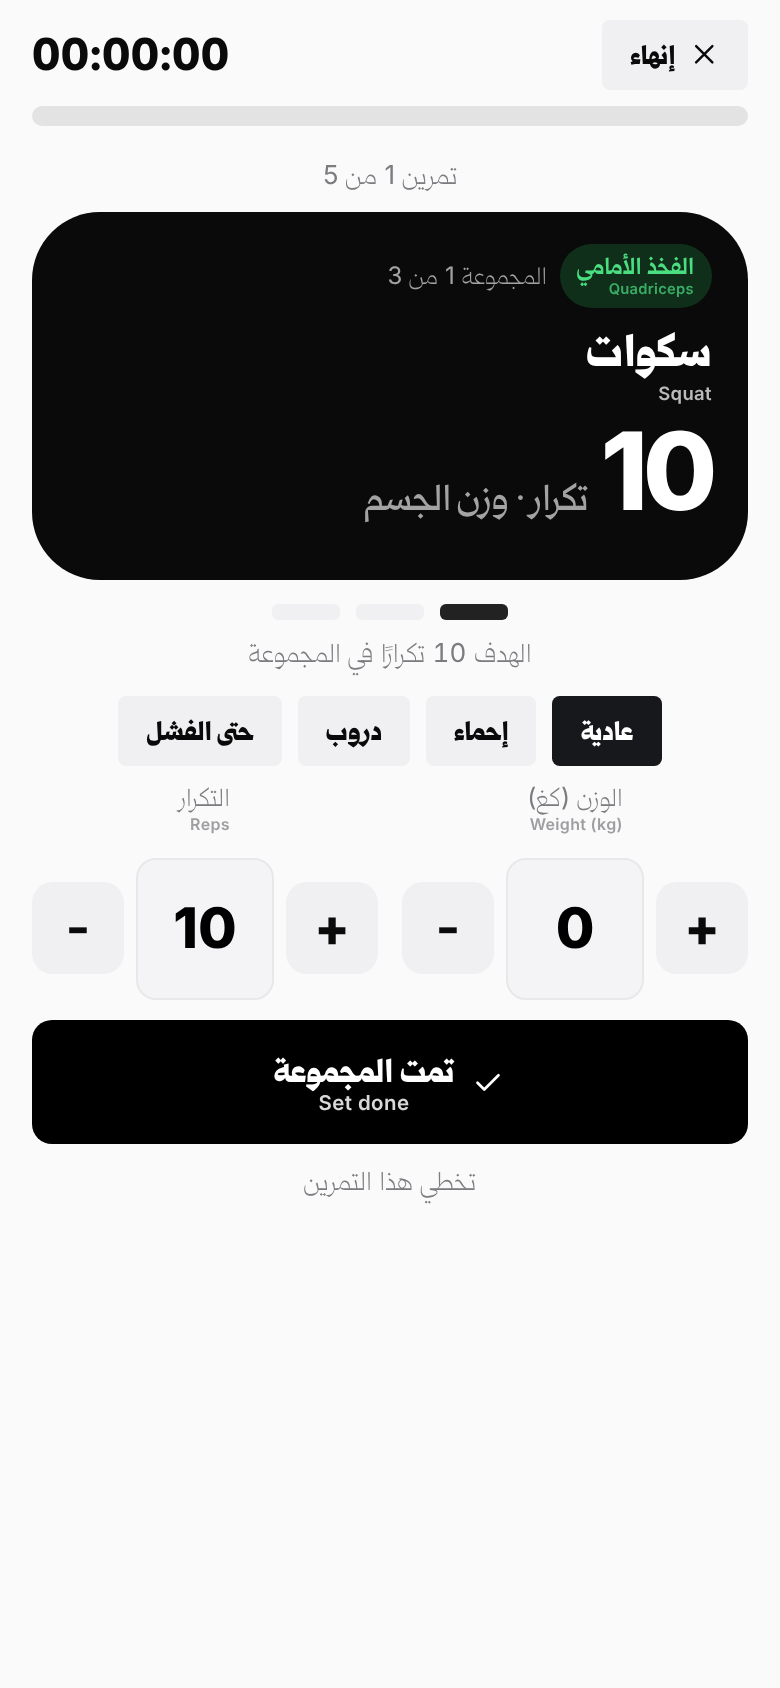 إنهاء
00:00:00
تمرين 1 من 5
الفخذ الأمامي
Quadriceps
المجموعة 1 من 3
سكوات
Squat
10 تكرار · وزن الجسم
الهدف 10 تكرارًا في المجموعة
عادية
إحماء
دروب
حتى الفشل
الوزن (كغ)
Weight (kg)
التكرار
Reps
+ 0 -
+ 10 -
تمت المجموعة
Set done
تخطي هذا التمرين